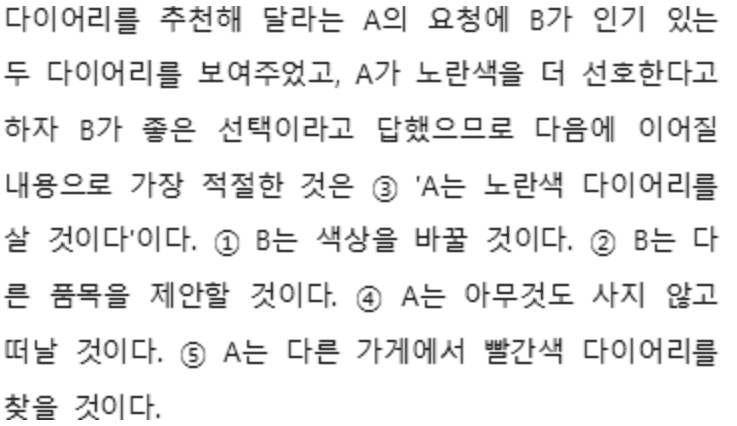 다이어리를 추천해 달라는 A의 요청에 B가 인기 있는
두 다이어리를 보여주었고, A가 노란색을 더 선호한다고
하자 B가 좋은 선택이라고 답했으므로 다음에 이어질
내용으로 가장 적절한 것은 ③ 'A는 노란색 다이어리를
살 것이다'이다. ① B는 색상을 바꿀 것이다. ② B는 다
른 품목을 제안할 것이다. ④ A는 아무것도 사지 않고
떠날 것이다. ⑤ A는 다른 가게에서 빨간색 다이어리를
찾을 것이다.